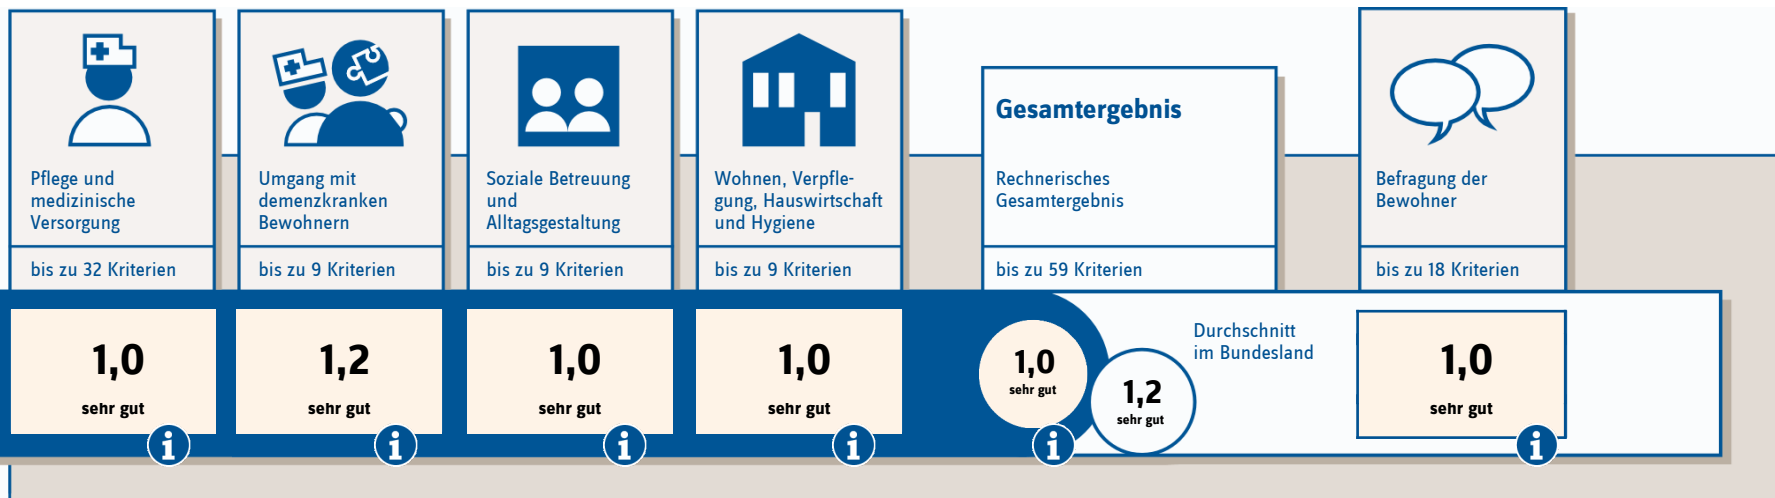 Pflege und
medizinische
Versorgung
bis zu 32 Kriterien
1,0
sehr gut
i
Umgang mit
demenzkranken
Bewohnern
bis zu 9 Kriterien
1,2
sehr gut
i
Soziale Betreuung
und
Alltagsgestaltung
bis zu 9 Kriterien
1,0
sehr gut
i
Wohnen, Verpfle-
gung, Hauswirtschaft
und Hygiene
bis zu 9 Kriterien
1,0
sehr gut
i
Gesamtergebnis
Rechnerisches
Gesamtergebnis
bis zu 59 Kriterien
1,0
sehr gut
i
1,2
sehr gut
Durchschnitt
im Bundesland
Befragung der
Bewohner
bis zu 18 Kriterien
1,0
sehr gut
i